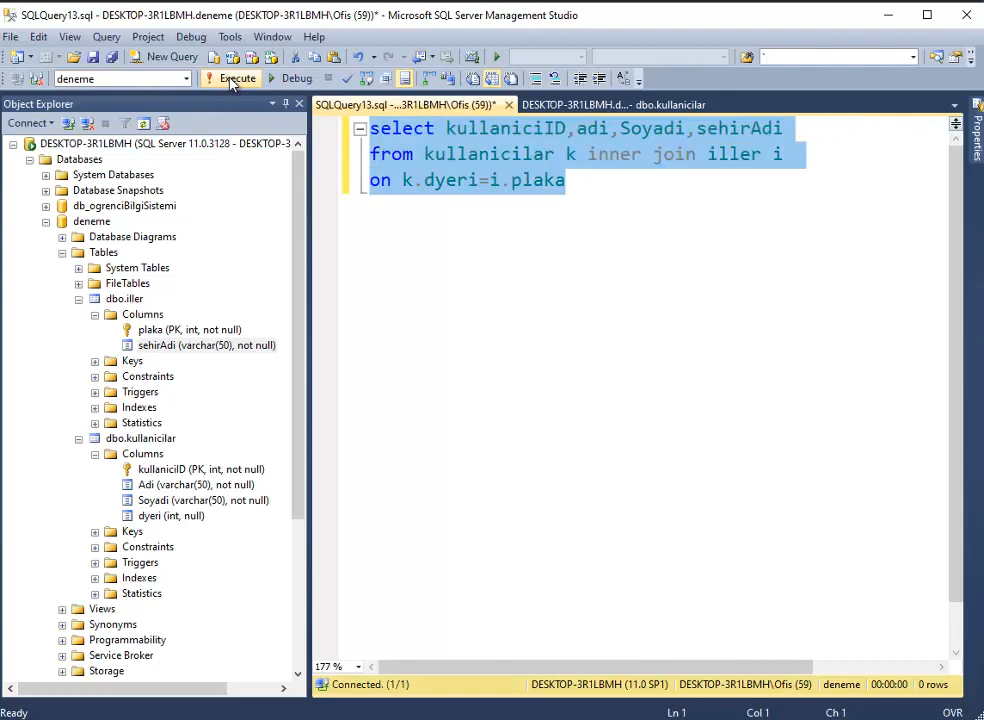 SQLQuery13.sql - DESKTOP-3R1LBMH.deneme (DESKTOP-3R1LBMH\Ofis (59))* - Microsoft SQL Server Management Studio
File Edit View Query Project Debug Tools Window Help
New Query
deneme Execute Debug
Object Explorer
Connect
DESKTOP-3R1LBMH (SQL Server 11.0.3128 - DESKTOP-3
Databases
System Databases
Database Snapshots
db_ogrenciBilgiSistemi
deneme
Database Diagrams
Tables
System Tables
FileTables
dbo.iller
Columns
plaka (PK, int, not null)
sehirAdi (varchar(50), not null)
Keys
Constraints
Triggers
Indexes
Statistics
dbo.kullanicilar
Columns
kullaniciID (PK, int, not null)
Adi (varchar(50), not null)
Soyadi (varchar(50), not null)
dyeri (int, null)
Keys
Constraints
Triggers
Indexes
Statistics
Views
Synonyms
Programmability
Service Broker
Storage
SQLQuery13.sql -...3R1LBMH\Ofis (59))* DESKTOP-3R1LBMH.d...- dbo.kullanicilar
select kullaniciID,adi,Soyadi,sehirAdi
from kullanicilar k inner join iller i
on k.dyeri=i.plaka
Properties
177 %
Connected. (1/1) DESKTOP-3R1LBMH (11.0 SP1) DESKTOP-3R1LBMH\Ofis (59) deneme 00:00:00 0 rows
Ready Ln 1 Col 1 Ch 1 OVR